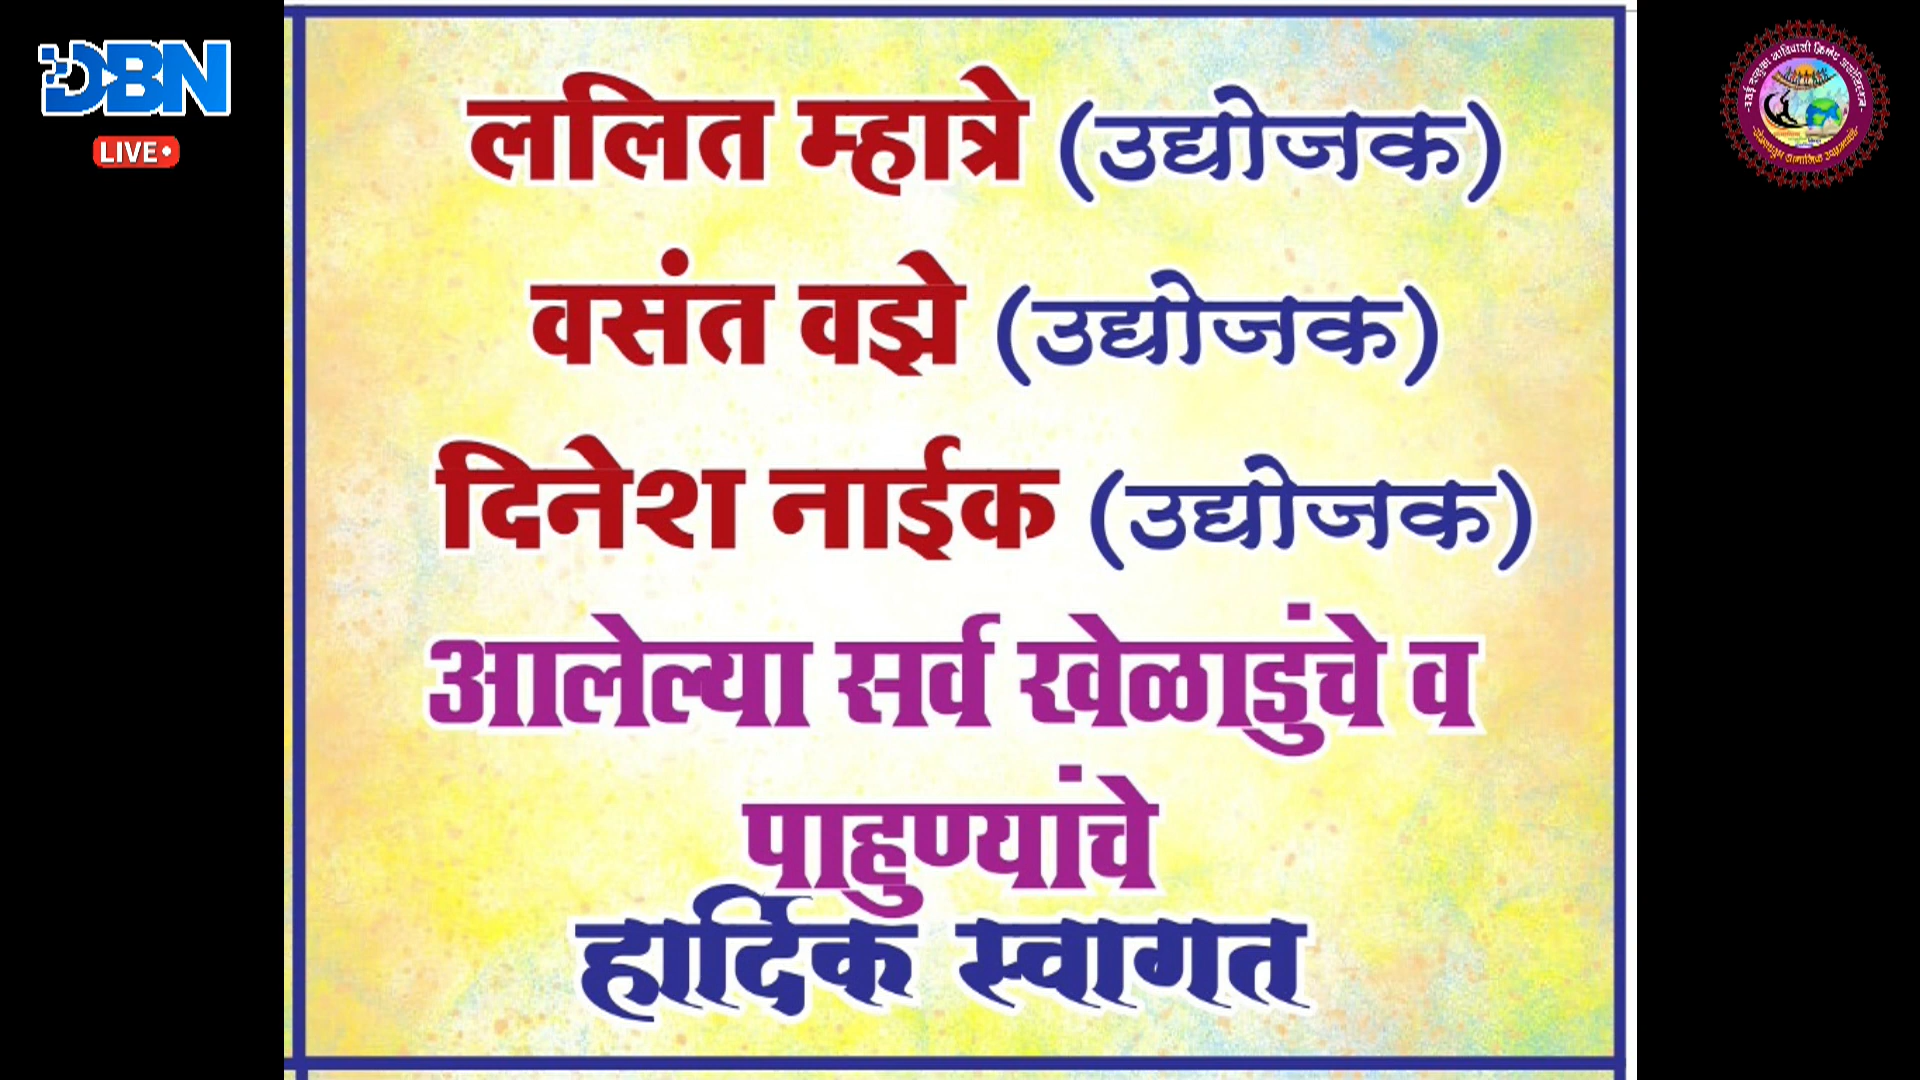 DBN
LIVE
ललित म्हात्रे (उद्योजक)
वसंत वझे (उद्योजक)
दिनेश नाईक (उद्योजक)
आलेल्या सर्व खेळाडुंचे व
पाहुण्यांचे
हार्दिक स्वागत